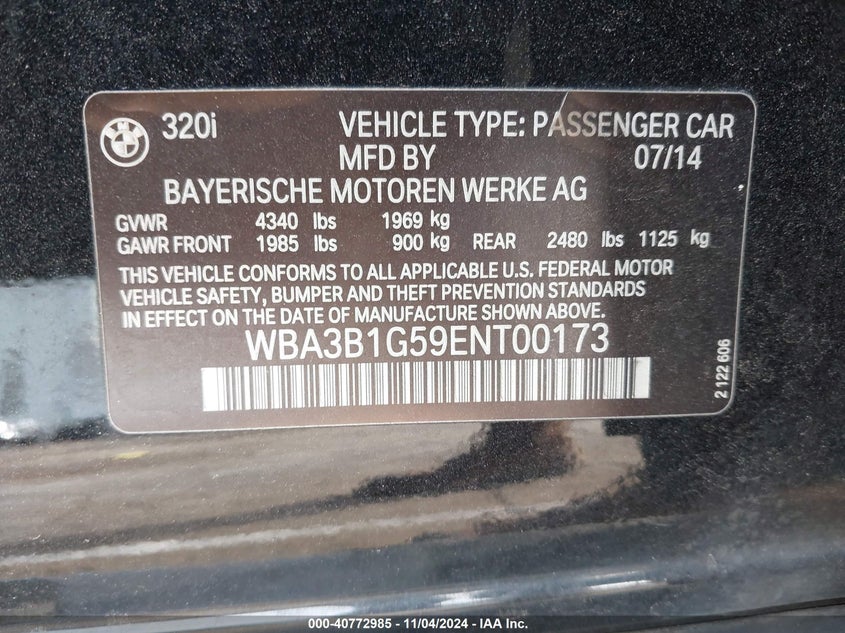 320i VEHICLE TYPE: PASSENGER CAR
MFD BY 07/14
BAYERISCHE MOTOREN WERKE AG
GVWR 4340 lbs 1969 kg
GAWR FRONT 1985 lbs 900 kg REAR 2480 lbs 1125 kg
THIS VEHICLE CONFORMS TO ALL APPLICABLE U.S. FEDERAL MOTOR
VEHICLE SAFETY, BUMPER AND THEFT PREVENTION STANDARDS
IN EFFECT ON THE DATE OF MANUFACTURE SHOWN ABOVE.
WBA3B1G59ENT00173
2 122 606
000-40772985 - 11/04/2024 - IAA Inc.